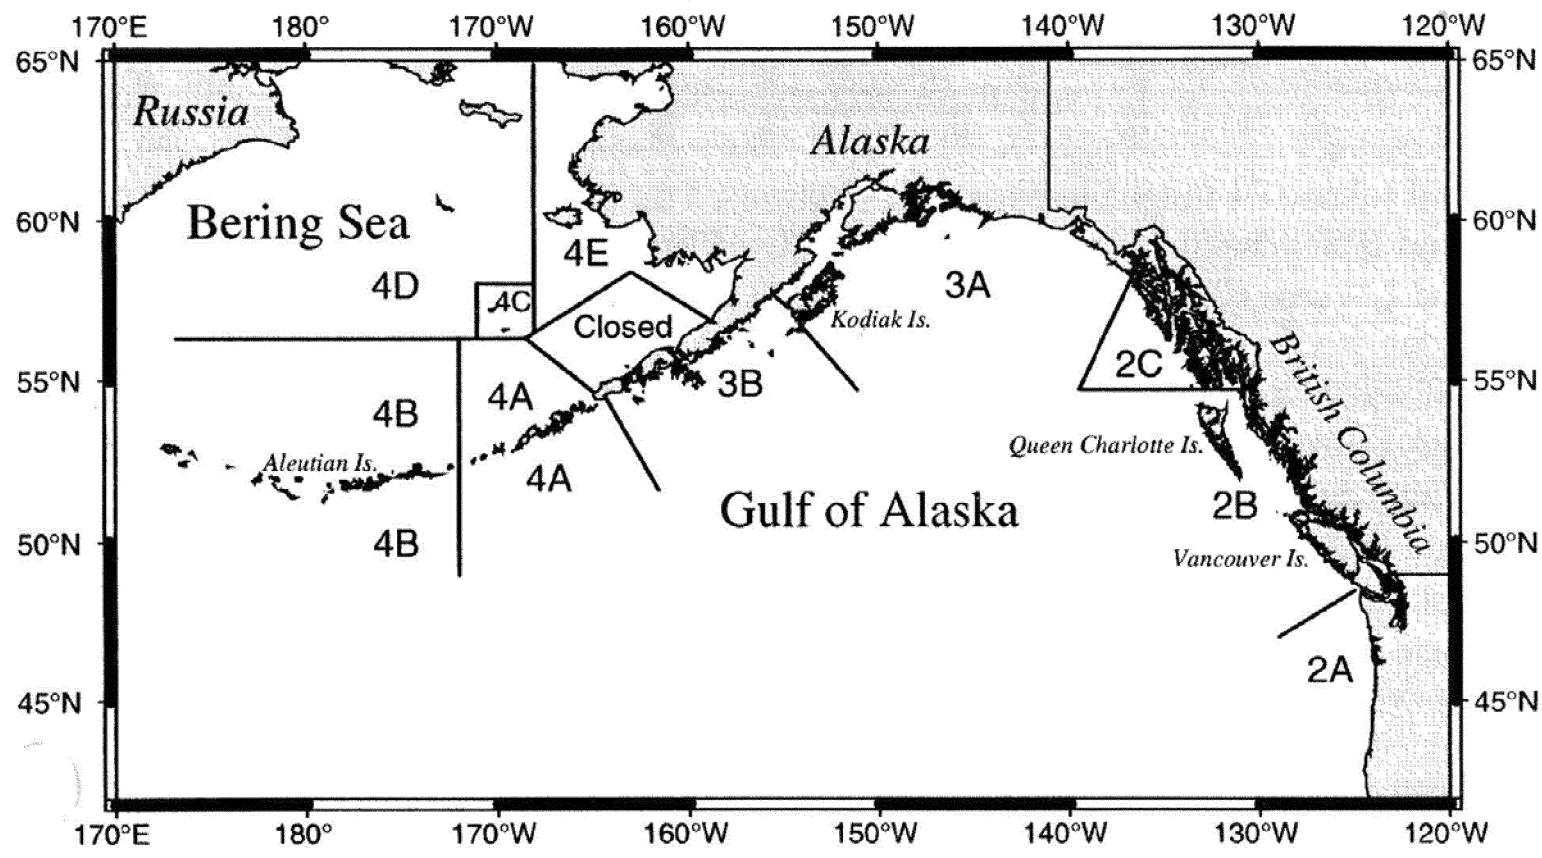 170°E 180° 170°W 160°W 150°W 140°W 130°W 120°W
65°N 65°N
Russia
Alaska
60°N Bering Sea 60°N
4E
4D 3A
4C
Closed Kodiak Is.
2C
55°N 3B 55°N
4A
4B
British Columbia
Queen Charlotte Is.
Aleutian Is.
4A
2B
Gulf of Alaska
50°N 4B 50°N
Vancouver Is.
2A
45°N 45°N
170°E 180° 170°W 160°W 150°W 140°W 130°W 120°W